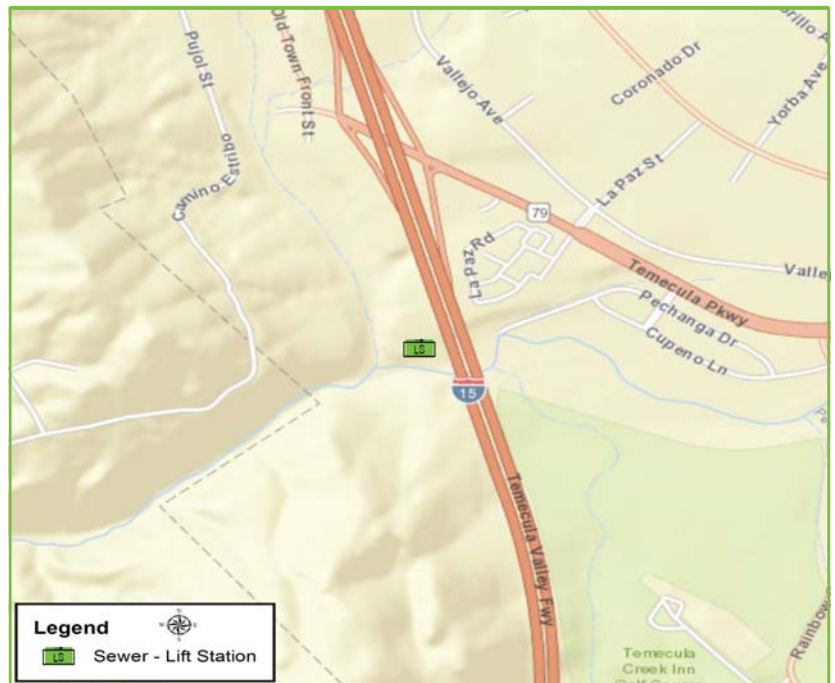 Pujol St
Old Town Front St
Vallejo Ave
Coronado Dr
Yorba Ave
La Paz St
Camino Estribo
79
La Paz Rd
Temecula Pkwy
Valle
Pechanga Dr
Cupeno Ln
LS
15
Temecula Valley Fwy
Rainbow
Temecula
Creek Inn
Legend
N
W E
S
LS Sewer - Lift Station